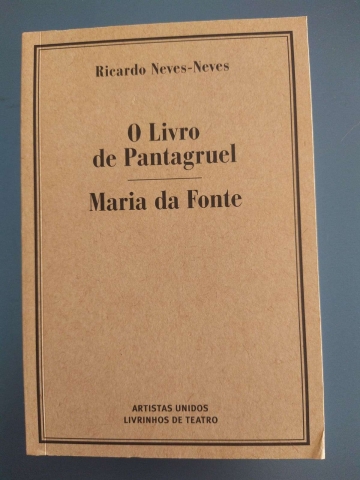 Ricardo Neves-Neves
O Livro
de Pantagruel
Maria da Fonte
ARTISTAS UNIDOS
LIVRINHOS DE TEATRO